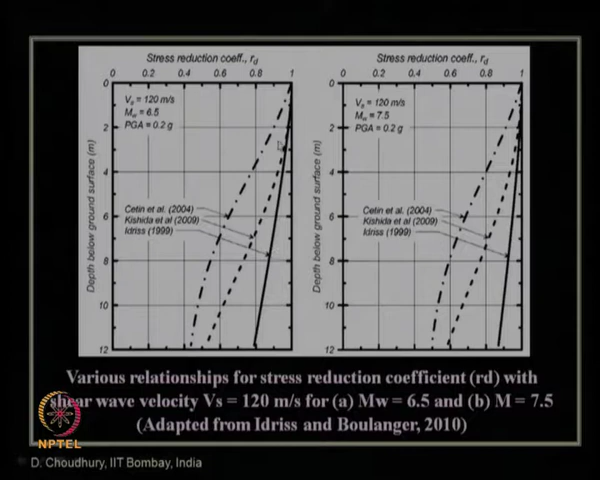 Stress reduction coeff., rd
0 0.2 0.4 0.6 0.8 1
0
2
4
6
8
10
12
Depth below ground surface (m)
Vs = 120 m/s
Mw = 6.5
PGA = 0.2 g
Cetin et al. (2004)
Kishida et al (2009)
Idriss (1999)
Stress reduction coeff., rd
0 0.2 0.4 0.6 0.8 1
0
2
4
6
8
10
12
Depth below ground surface (m)
Vs = 120 m/s
Mw = 7.5
PGA = 0.2 g
Cetin et al. (2004)
Kishida et al (2009)
Idriss (1999)
Various relationships for stress reduction coefficient (rd) with
shear wave velocity Vs = 120 m/s for (a) Mw = 6.5 and (b) M = 7.5
(Adapted from Idriss and Boulanger, 2010)
NPTEL
D. Choudhury, IIT Bombay, India